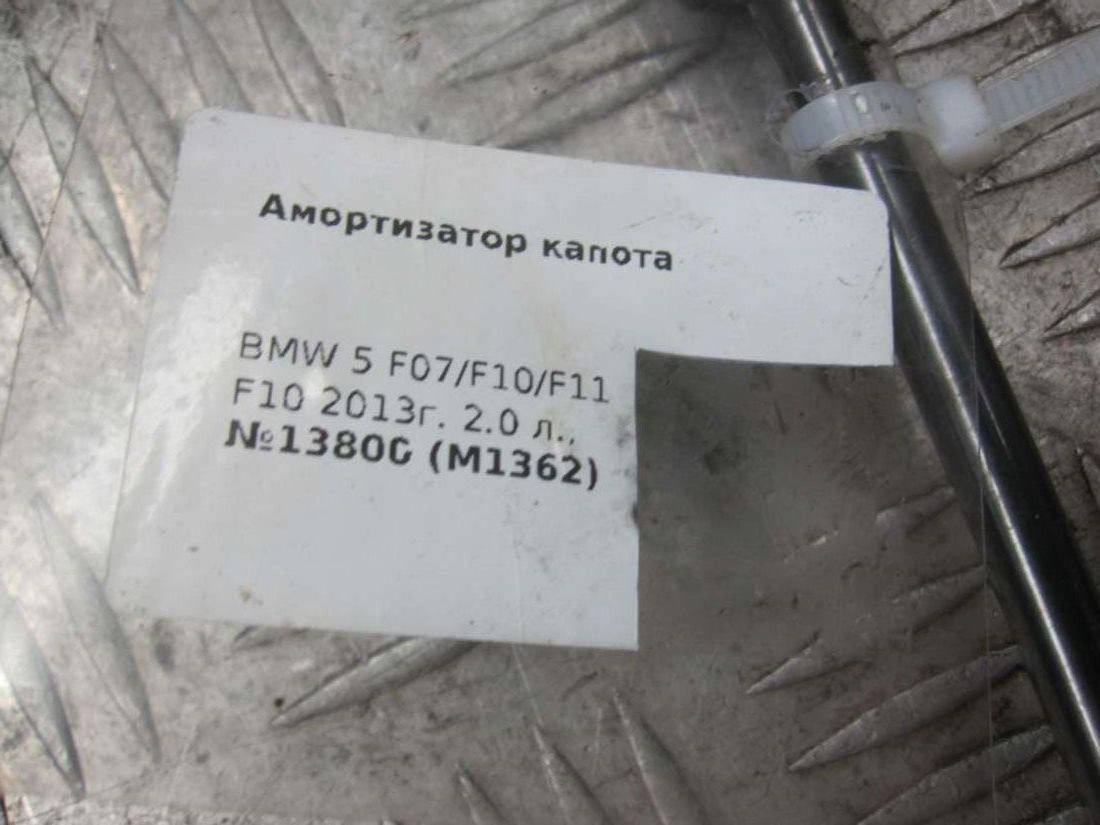 Амортизатор капота
BMW 5 F07/F10/F11
F10 2013г. 2.0 л.,
№13800 (M1362)